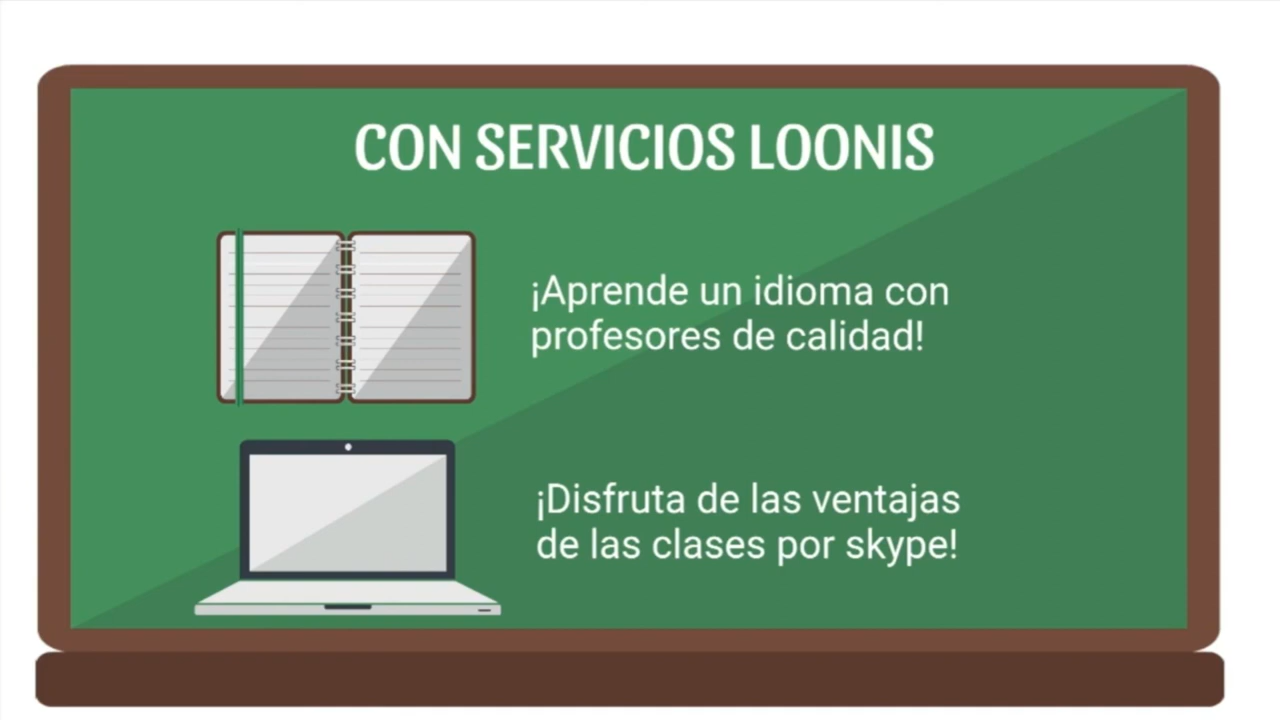 CON SERVICIOS LOONIS
¡Aprende un idioma con
profesores de calidad!
¡Disfruta de las ventajas
de las clases por skype!